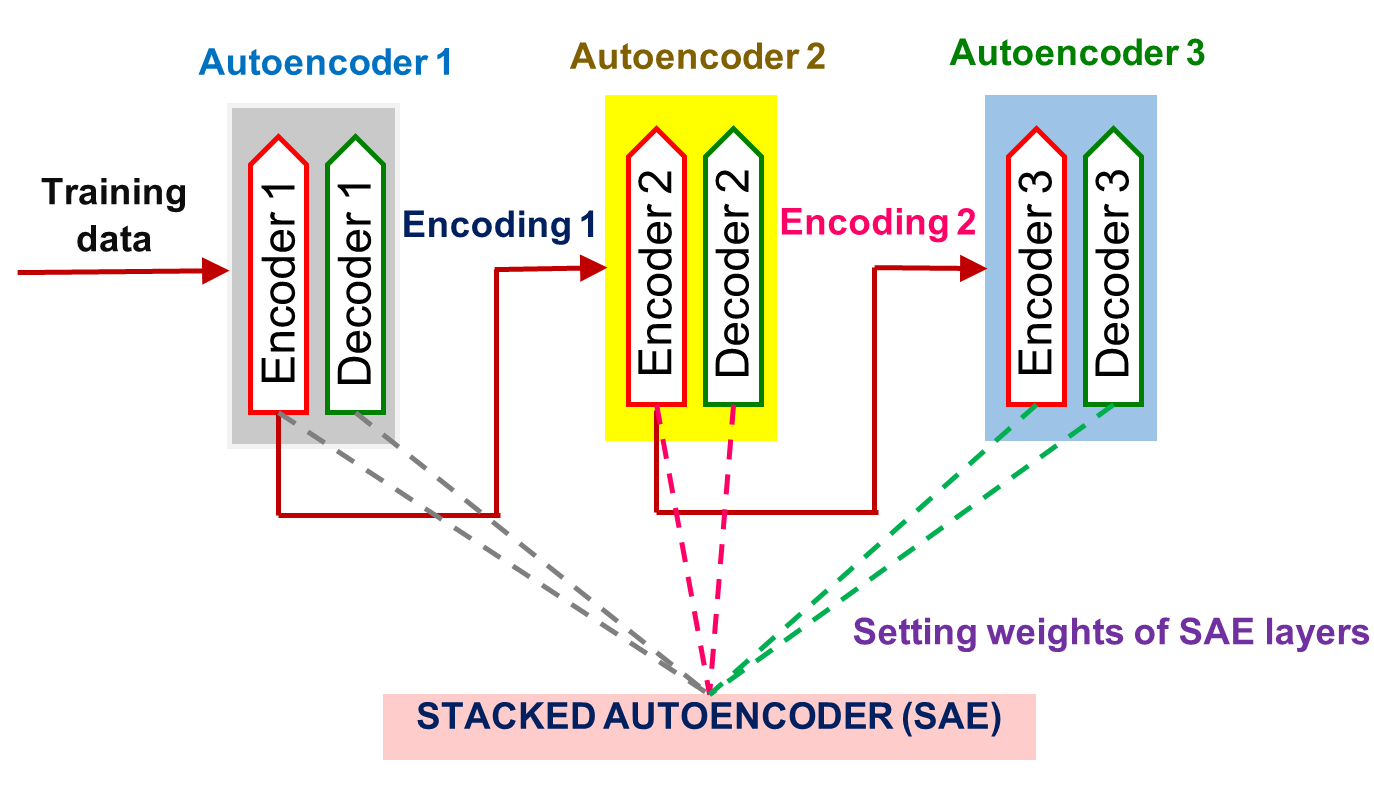 Autoencoder 1
Autoencoder 2
Autoencoder 3
Training
data
Encoder 1
Decoder 1
Encoding 1
Encoder 2
Decoder 2
Encoding 2
Encoder 3
Decoder 3
Setting weights of SAE layers
STACKED AUTOENCODER (SAE)